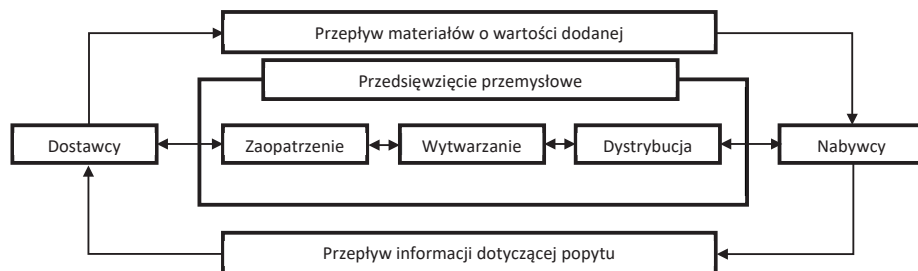 Przepływ materiałów o wartości dodanej
Przedsięwzięcie przemysłowe
Dostawcy
Zaopatrzenie
Wytwarzanie
Dystrybucja
Nabywcy
Przepływ informacji dotyczącej popytu